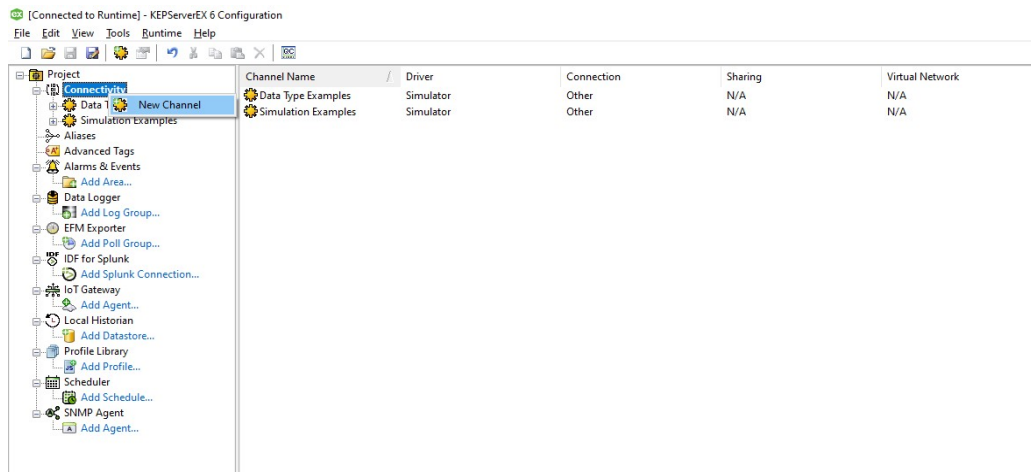 [Connected to Runtime] - KEPServerEX 6 Configuration
File Edit View Tools Runtime Help
Project
Connectivity
Data T
New Channel
Simulation Examples
Aliases
Advanced Tags
Alarms & Events
Add Area...
Data Logger
Add Log Group...
EFM Exporter
Add Poll Group...
IDF for Splunk
Add Splunk Connection...
IoT Gateway
Add Agent...
Local Historian
Add Datastore...
Profile Library
Add Profile...
Scheduler
Add Schedule...
SNMP Agent
Add Agent...
Channel Name Driver Connection Sharing Virtual Network
Data Type Examples Simulator Other N/A N/A
Simulation Examples Simulator Other N/A N/A